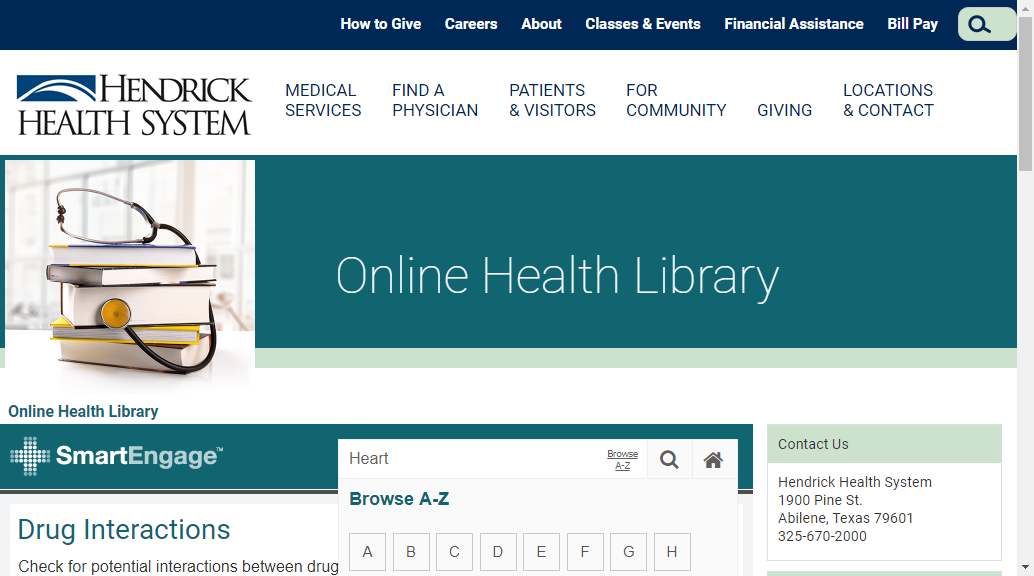 How to Give Careers About Classes & Events Financial Assistance Bill Pay
HENDRICK
HEALTH SYSTEM
MEDICAL
SERVICES
FIND A
PHYSICIAN
PATIENTS
& VISITORS
FOR
COMMUNITY
GIVING
LOCATIONS
& CONTACT
Online Health Library
Online Health Library
SmartEngage™
Heart
Browse
A-Z
Browse A-Z
A B C D E F G H
Drug Interactions
Check for potential interactions between drug
Contact Us
Hendrick Health System
1900 Pine St.
Abilene, Texas 79601
325-670-2000